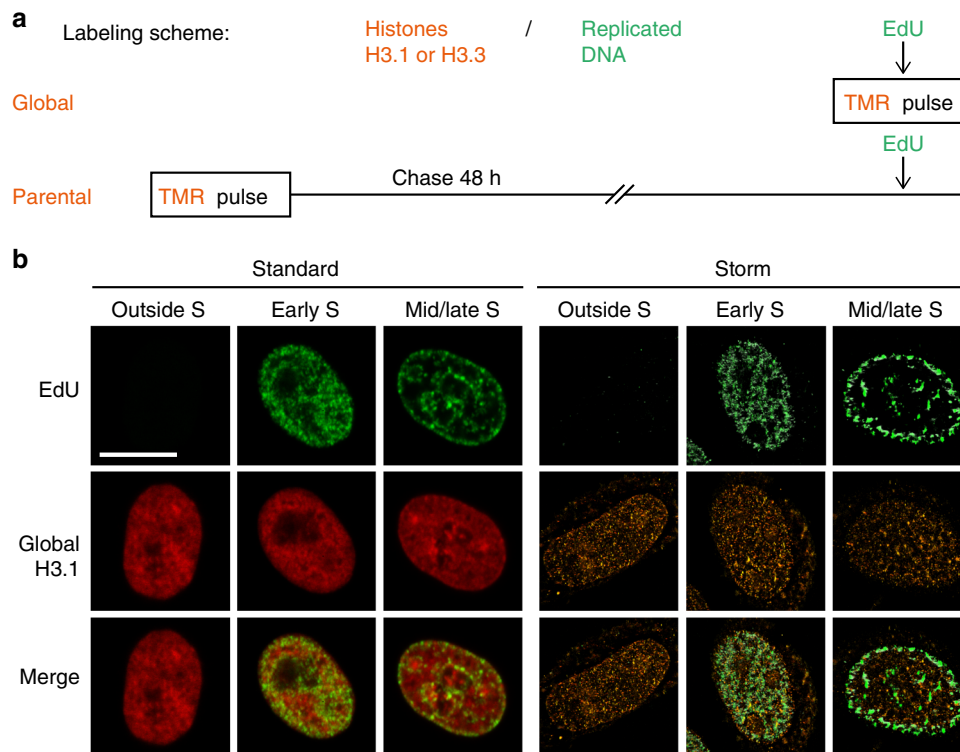 a
Labeling scheme:
Histones / Replicated EdU
H3.1 or H3.3 DNA
Global TMR pulse
EdU
Parental TMR pulse Chase 48 h
b
Standard Storm
Outside S Early S Mid/late S Outside S Early S Mid/late S
EdU
Global
H3.1
Merge